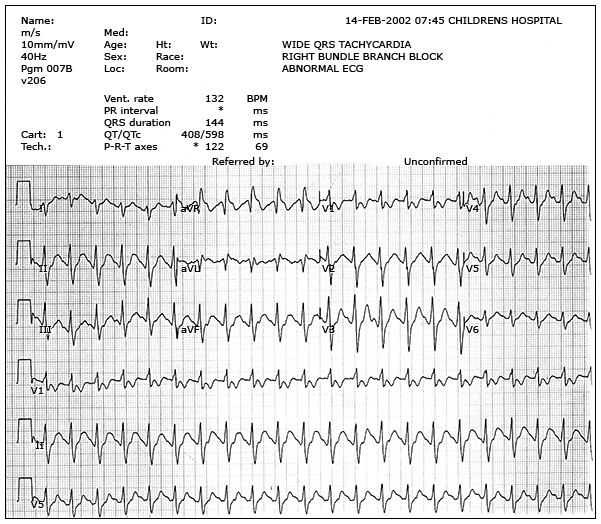 Name: ID: 14-FEB-2002 07:45 CHILDRENS HOSPITAL
m/s Med:
10mm/mV Age: Ht: Wt: WIDE QRS TACHYCARDIA
40Hz Sex: Race: RIGHT BUNDLE BRANCH BLOCK
Pgm 007B Loc: Room: ABNORMAL ECG
v206
Vent. rate 132 BPM
PR interval * ms
QRS duration 144 ms
Cart: 1 QT/QTc 408/598 ms
Tech.: P-R-T axes * 122 69
Referred by: Unconfirmed
I aVR V1 V4
II aVL V2 V5
III aVF V3 V6
V1
II
V5